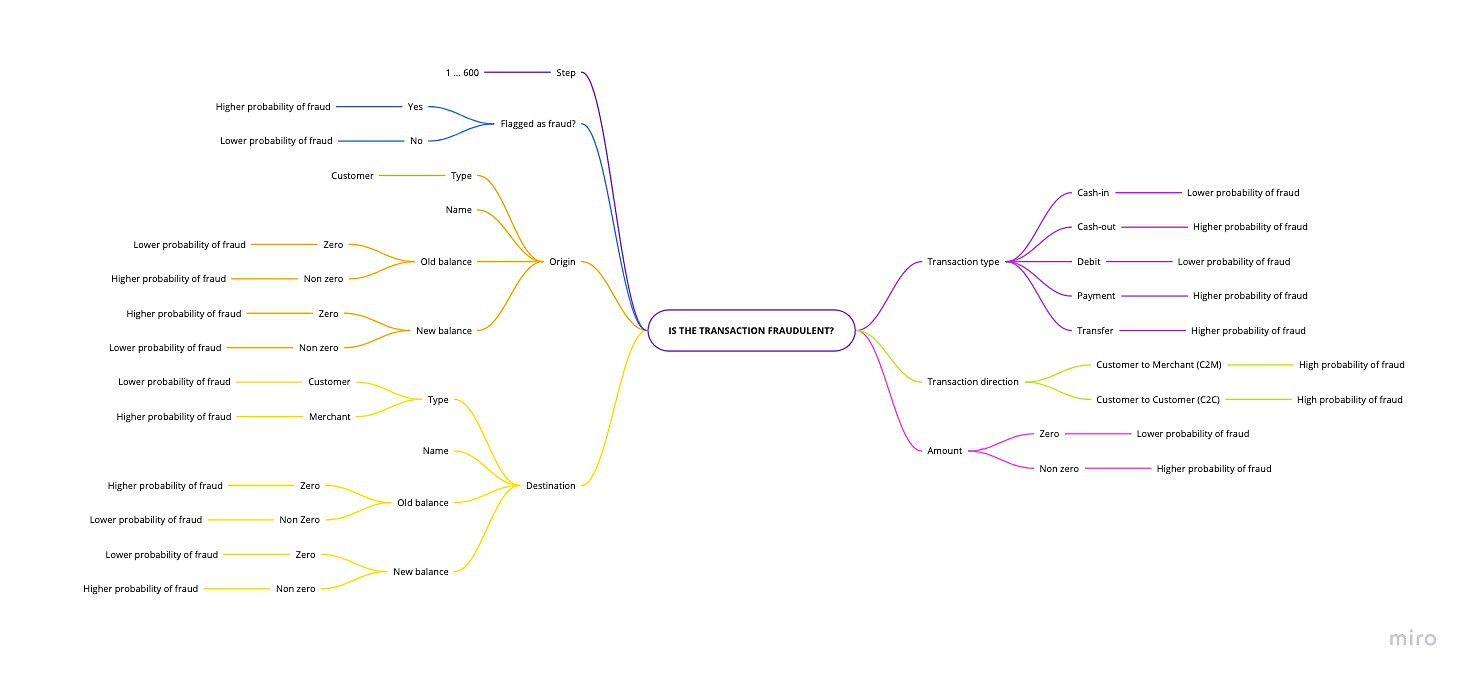 1 ... 600
Step
Higher probability of fraud
Yes
Flagged as fraud?
Lower probability of fraud
No
Customer
Type
Name
Origin
Lower probability of fraud
Zero
Old balance
Higher probability of fraud
Non zero
Higher probability of fraud
Zero
New balance
Lower probability of fraud
Non zero
Lower probability of fraud
Customer
Type
Higher probability of fraud
Merchant
Name
Destination
Higher probability of fraud
Zero
Old balance
Lower probability of fraud
Non Zero
Lower probability of fraud
Zero
New balance
Higher probability of fraud
Non zero
IS THE TRANSACTION FRAUDULENT?
Transaction type
Cash-in
Lower probability of fraud
Cash-out
Higher probability of fraud
Debit
Lower probability of fraud
Payment
Higher probability of fraud
Transfer
Higher probability of fraud
Transaction direction
Customer to Merchant (C2M)
High probability of fraud
Customer to Customer (C2C)
High probability of fraud
Amount
Zero
Lower probability of fraud
Non zero
Higher probability of fraud
miro